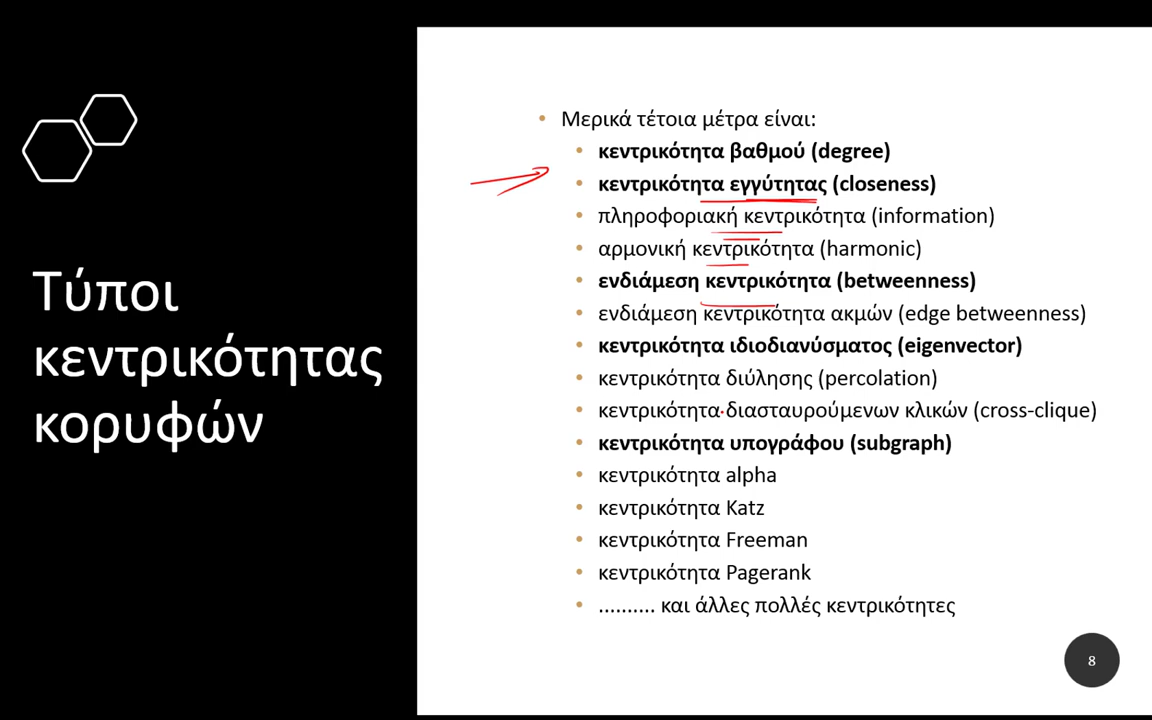 Τύποι
κεντρικότητας
κορυφών
• Μερικά τέτοια μέτρα είναι:
• κεντρικότητα βαθμού (degree)
• κεντρικότητα εγγύτητας (closeness)
• πληροφοριακή κεντρικότητα (information)
• αρμονική κεντρικότητα (harmonic)
• ενδιάμεση κεντρικότητα (betweenness)
• ενδιάμεση κεντρικότητα ακμών (edge betweenness)
• κεντρικότητα ιδιοδιανύσματος (eigenvector)
• κεντρικότητα διύλησης (percolation)
• κεντρικότητα διασταυρούμενων κλικών (cross-clique)
• κεντρικότητα υπογράφου (subgraph)
• κεντρικότητα alpha
• κεντρικότητα Katz
• κεντρικότητα Freeman
• κεντρικότητα Pagerank
• .......... και άλλες πολλές κεντρικότητες
8